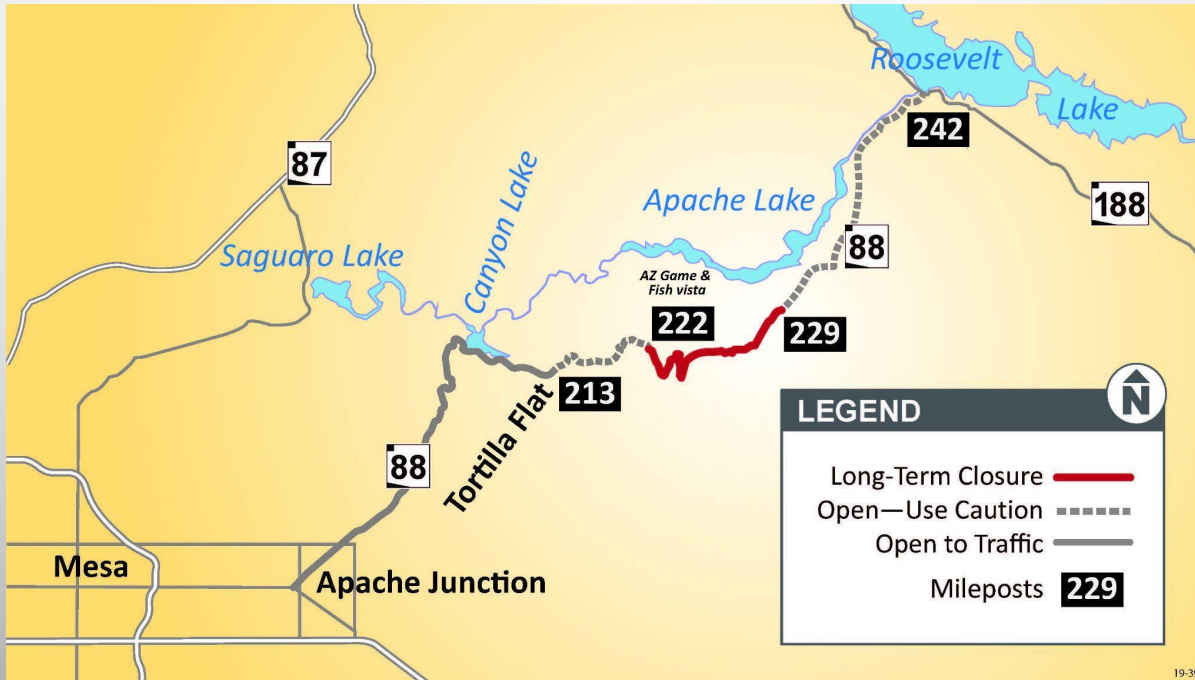 Roosevelt
Lake
242
87
188
Canyon Lake
Apache Lake
Saguaro Lake
88
AZ Game &
Fish vista
222
229
213
Tortilla Flat
88
Mesa
Apache Junction
N
LEGEND
Long-Term Closure
Open—Use Caution
Open to Traffic
Mileposts 229